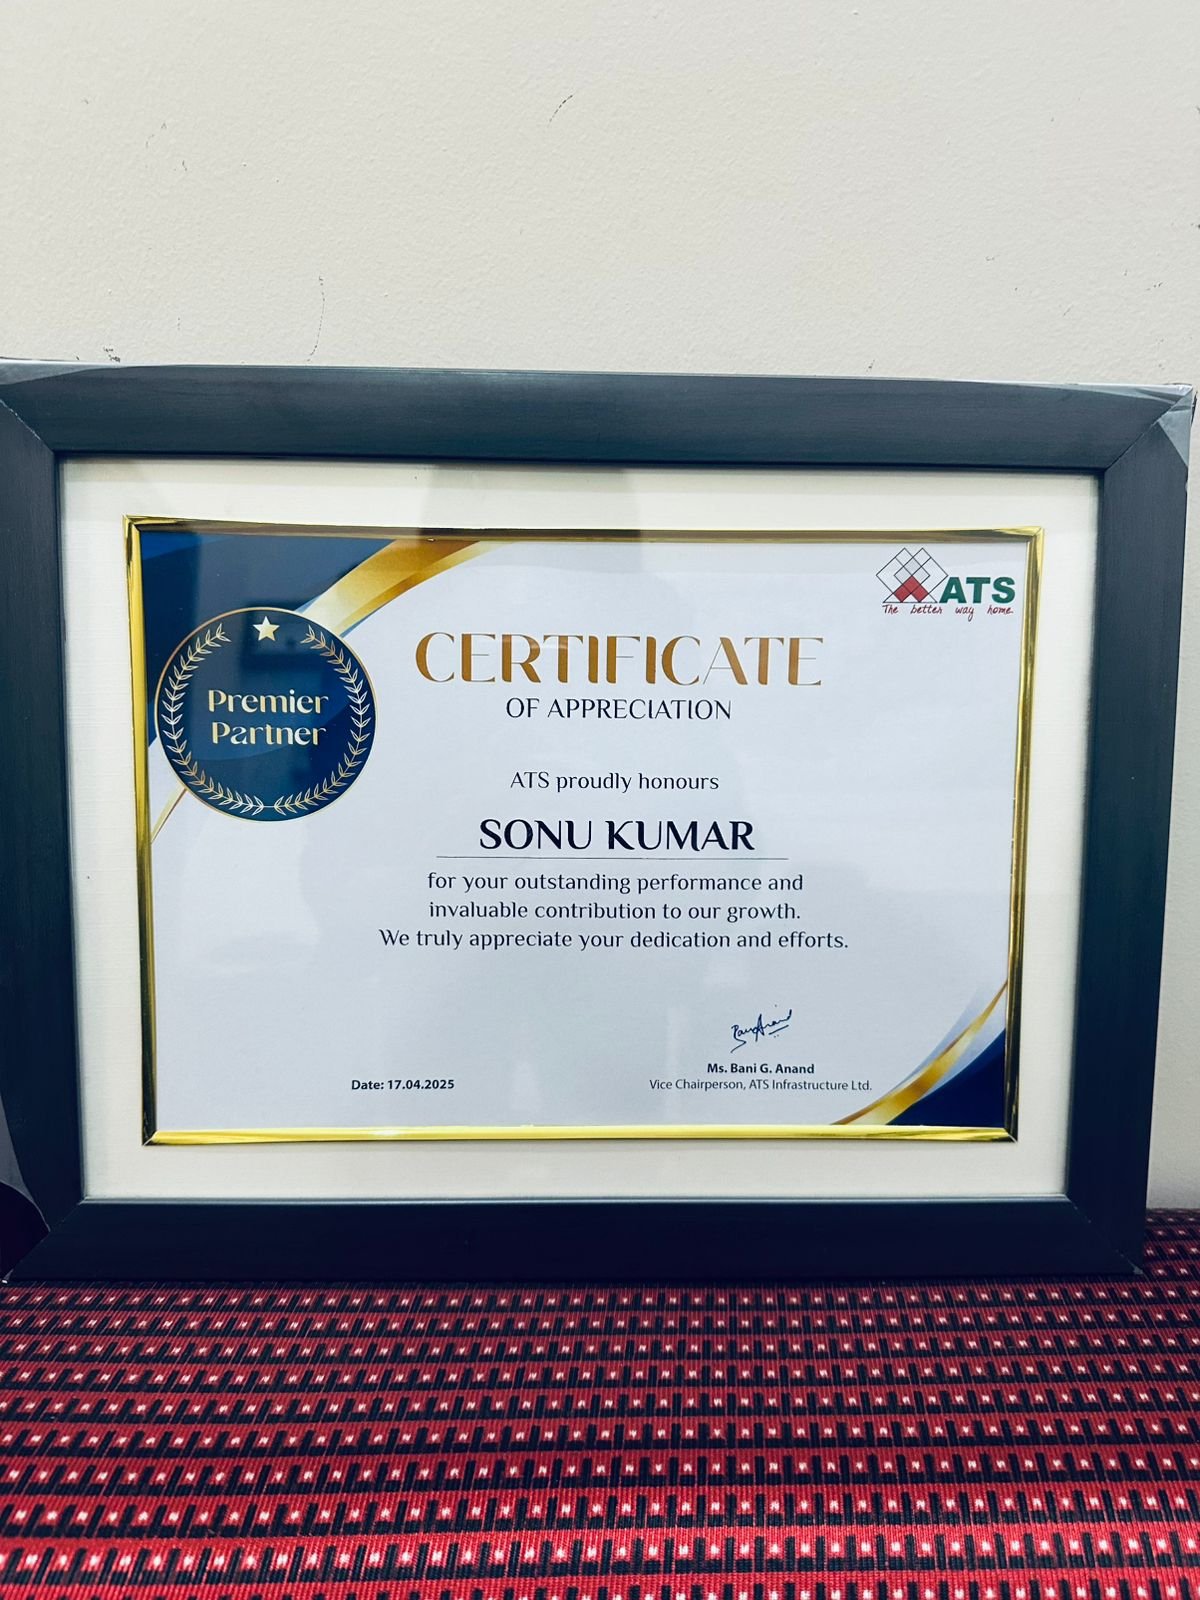 ATS
The better way home
Premier
Partner
CERTIFICATE
OF APPRECIATION
ATS proudly honours
SONU KUMAR
for your outstanding performance and
invaluable contribution to our growth.
We truly appreciate your dedication and efforts.
Bani Anand
Ms. Bani G. Anand
Date: 17.04.2025
Vice Chairperson, ATS Infrastructure Ltd.